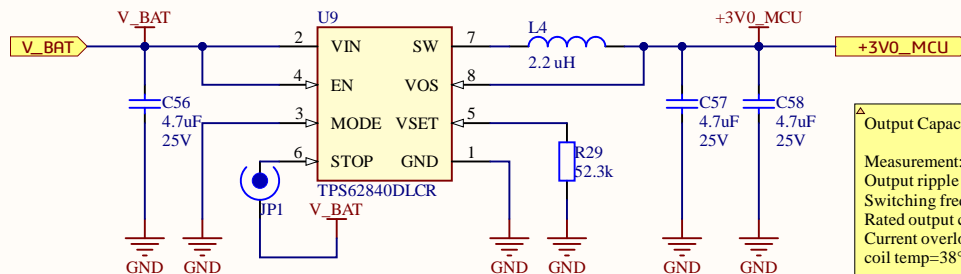 V_BAT
U9
L4
+3V0_MCU
V_BAT
2
VIN
SW
7
2.2 uH
+3V0_MCU
4
EN
VOS
8
C56
4.7uF
25V
3
MODE
VSET
5
C57
4.7uF
25V
C58
4.7uF
25V
6
STOP
GND
1
R29
52.3k
TPS62840DLCR
JP1
V_BAT
GND
GND
GND
GND
GND
GND
Output Capac
Measurement:
Output ripple
Switching fre
Rated output c
Current overlo
coil temp=38°